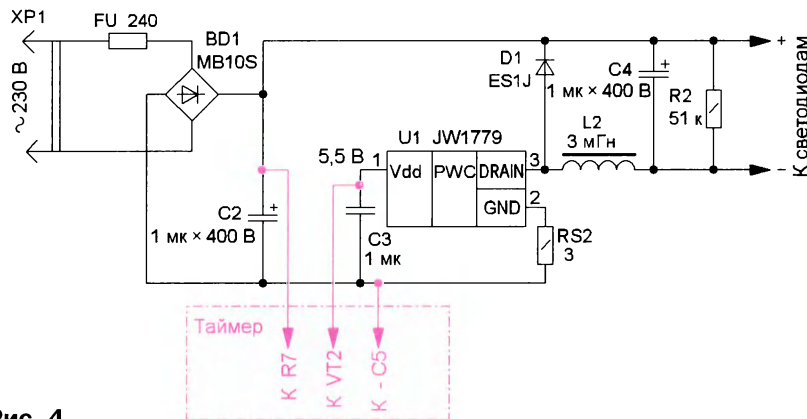 XP1
FU 240
BD1
MB10S
~230 В
C2
1 мк × 400 В
5,5 В
U1 JW1779
1
Vdd
PWC
DRAIN
3
GND
2
C3
1 мк
RS2
3
D1
ES1J
L2
3 мГн
C4
1 мк × 400 В
+
R2
51 к
+
−
К светодиодам
+
Таймер
К R7
К VT2
К - C5
Рис. 4